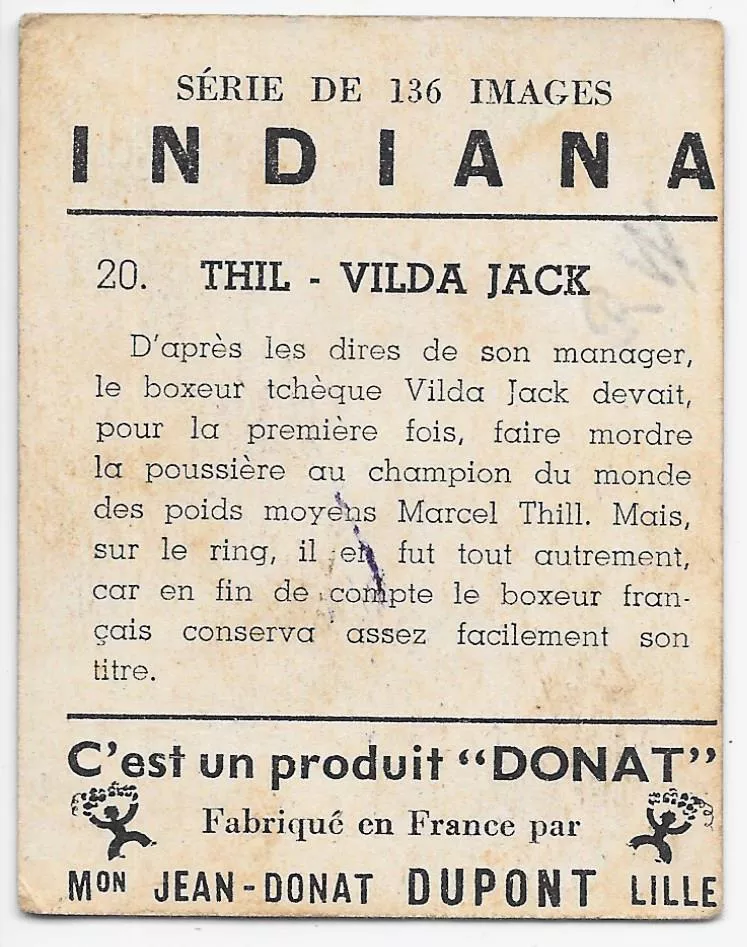 SÉRIE DE 136 IMAGES
INDIANA
20. THIL - VILDA JACK
D'après les dires de son manager,
le boxeur tchèque Vilda Jack devait,
pour la première fois, faire mordre
la poussière au champion du monde
des poids moyens Marcel Thill. Mais,
sur le ring, il en fut tout autrement,
car en fin de compte le boxeur fran-
çais conserva assez facilement son
titre.
C'est un produit "DONAT"
Fabriqué en France par
MON JEAN-DONAT DUPONT LILLE